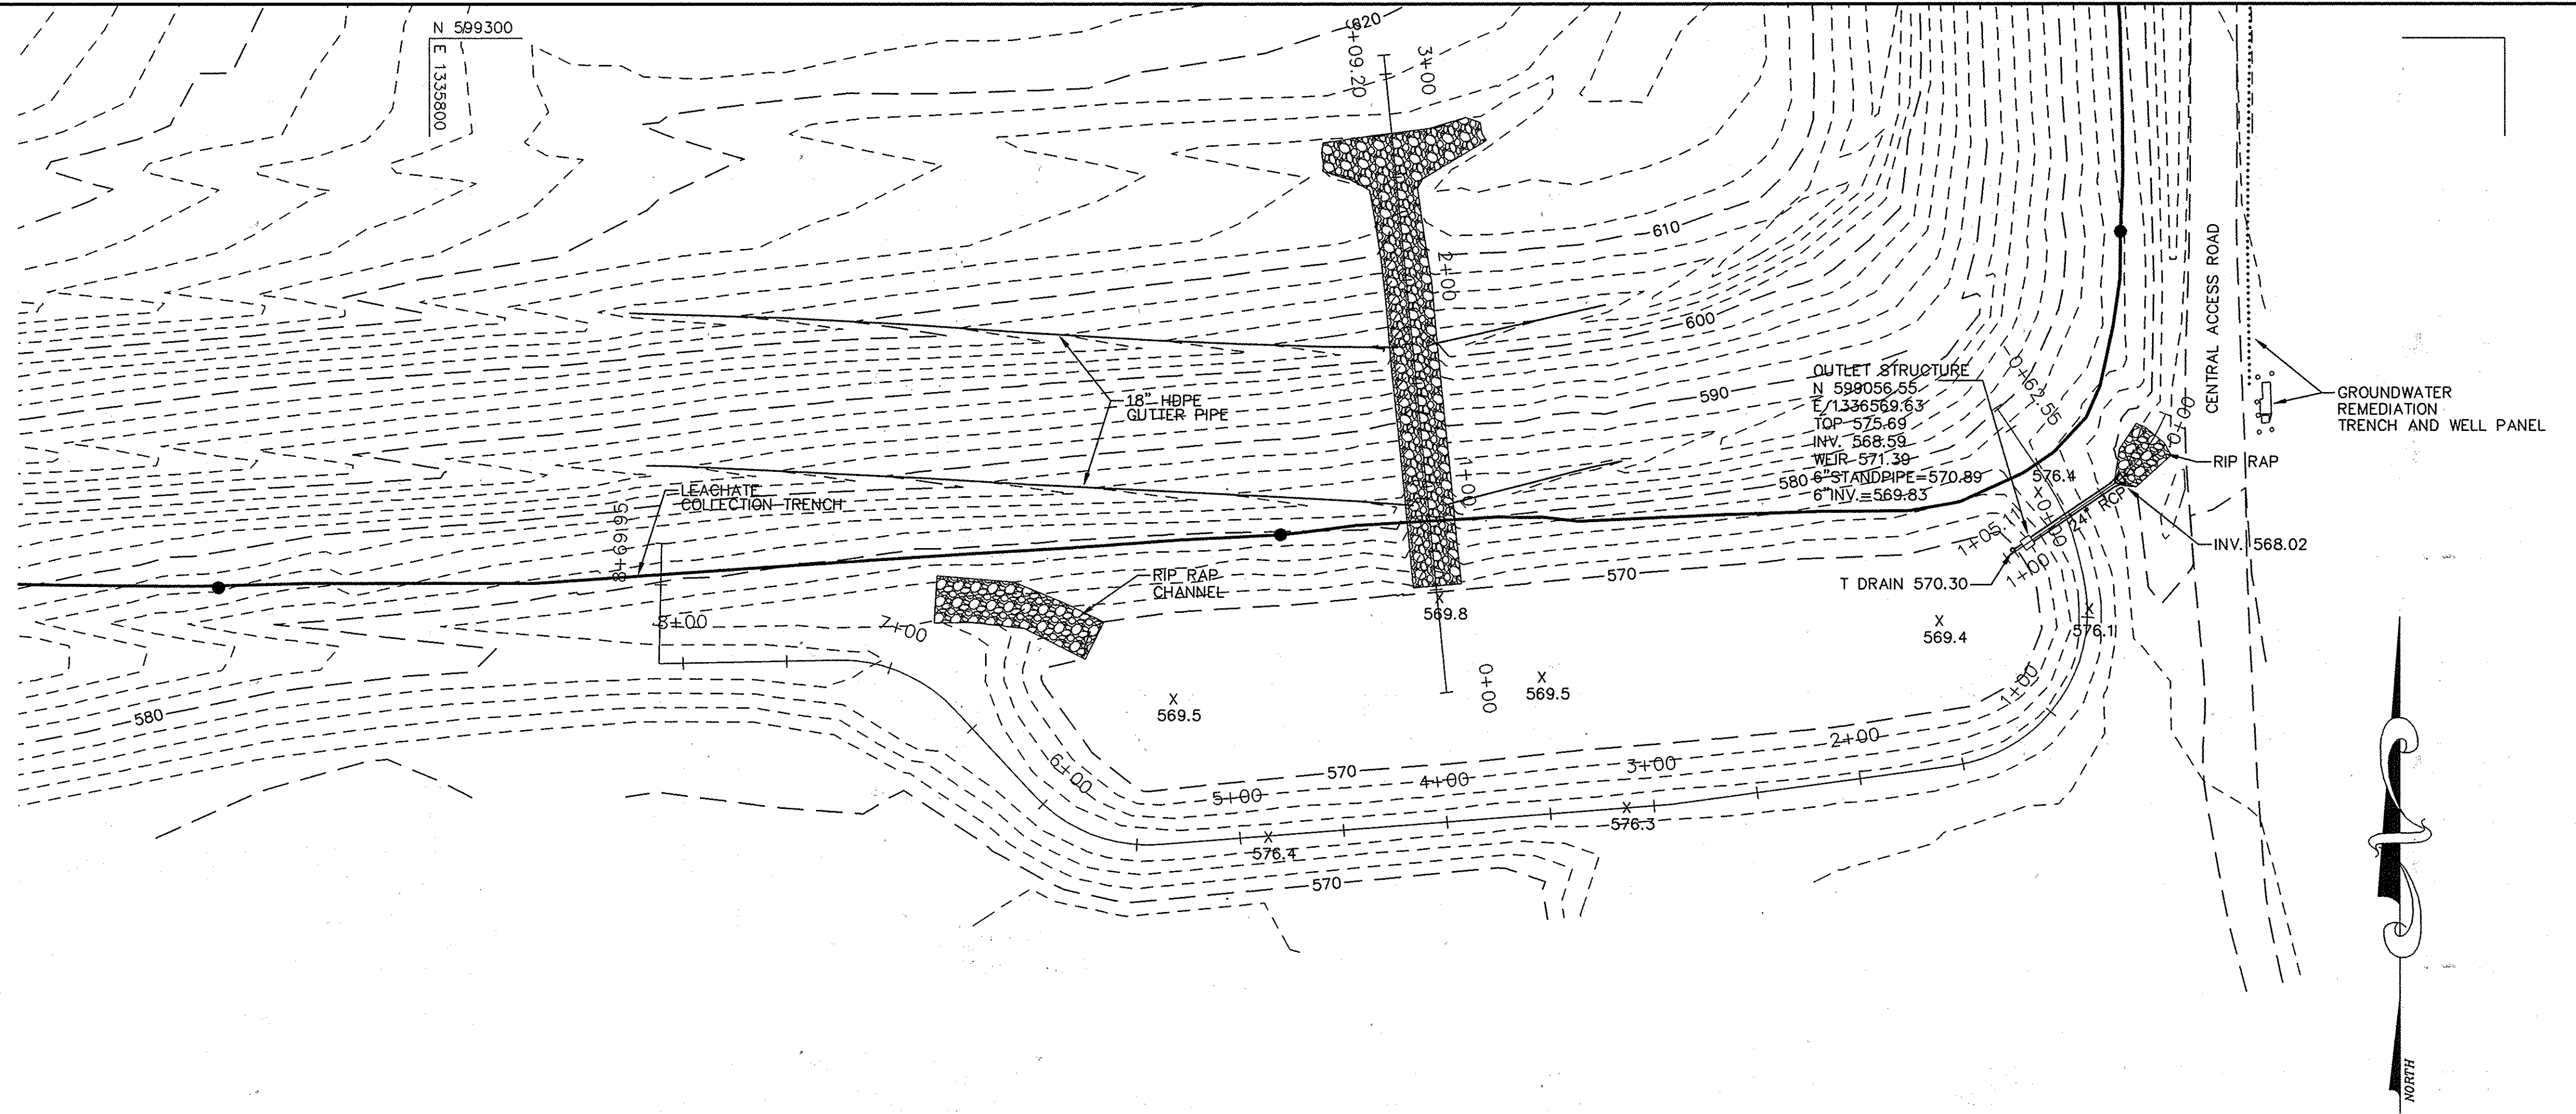 N 599300
E 1335800
620
3+09.20
3+00
610
2+00
600
590
580
18" HDPE
GUTTER PIPE
OUTLET STRUCTURE
N 599056.55
E 1336569.63
TOP 575.69
INV. 568.59
WEIR 571.39
6" STANDPIPE=570.89
6" INV.=569.83
-0+62.55
576.4
0+00
CENTRAL ACCESS ROAD
GROUNDWATER
REMEDIATION
TRENCH AND WELL PANEL
0+00
RIP RAP
24" RCP
INV. 568.02
1+05.11
1+00
T DRAIN 570.30
LEACHATE
COLLECTION TRENCH
8+69.95
8+00
7+00
RIP RAP
CHANNEL
1+00
570
569.8
0+00
569.4
576.1
1+00
569.5
569.5
580
6+00
570
5+00
4+00
3+00
2+00
576.4
576.3
570
NORTH